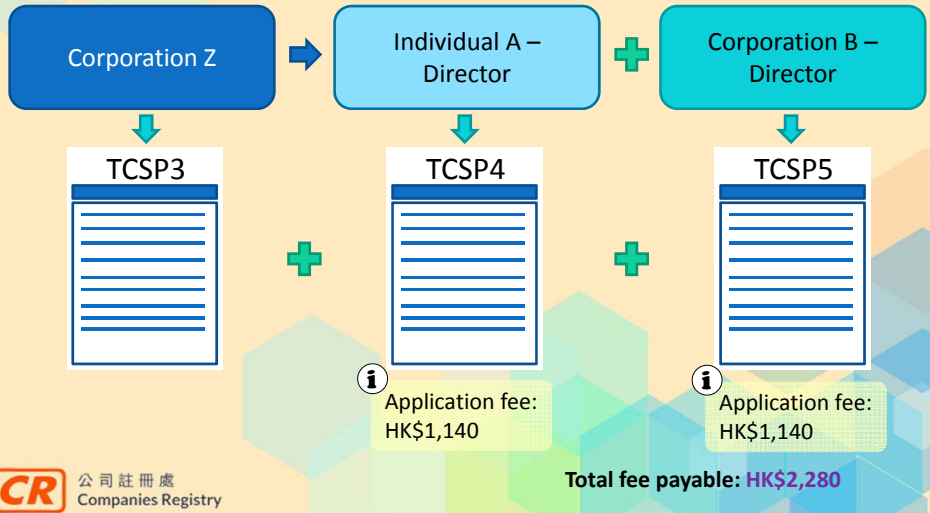 Corporation Z
Individual A –
Director
Corporation B –
Director
TCSP3
TCSP4
TCSP5
i
Application fee:
HK$1,140
i
Application fee:
HK$1,140
CR
公司註冊處
Companies Registry
Total fee payable: HK$2,280